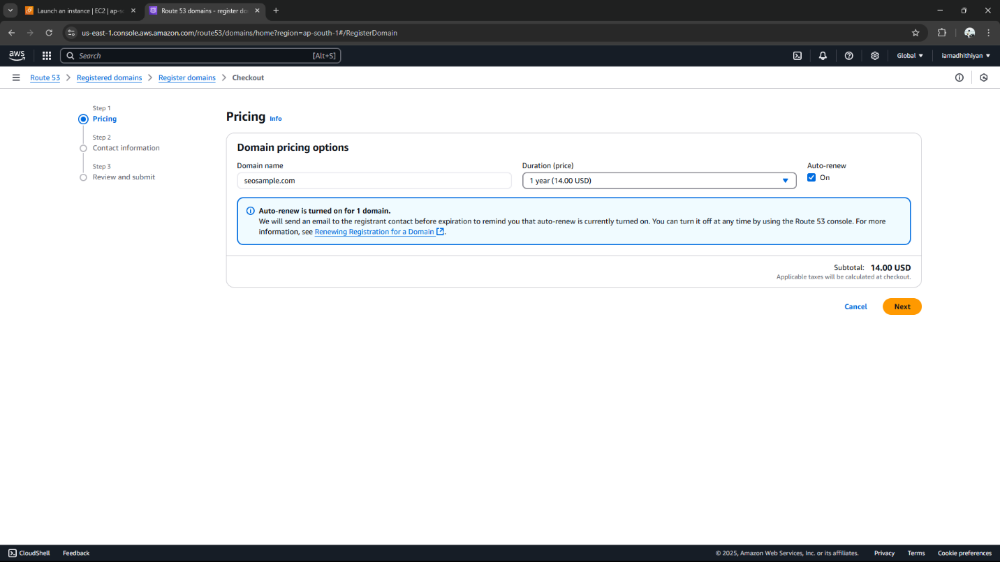 Launch an instance | EC2 | ap-so
Route 53 domains - register do
us-east-1.console.aws.amazon.com/route53/domains/home?region=ap-south-1#/RegisterDomain
aws
Search
[Alt+S]
Global
iamadhithiyan
Route 53
Registered domains
Register domains
Checkout
Step 1
Pricing
Step 2
Contact information
Step 3
Review and submit
Pricing Info
Domain pricing options
Domain name
Duration (price)
Auto-renew
seosample.com
1 year (14.00 USD)
On
Auto-renew is turned on for 1 domain.
We will send an email to the registrant contact before expiration to remind you that auto-renew is currently turned on. You can turn it off at any time by using the Route 53 console. For more
information, see Renewing Registration for a Domain.
Subtotal: 14.00 USD
Applicable taxes will be calculated at checkout.
Cancel
Next
CloudShell
Feedback
© 2025, Amazon Web Services, Inc. or its affiliates.
Privacy
Terms
Cookie preferences